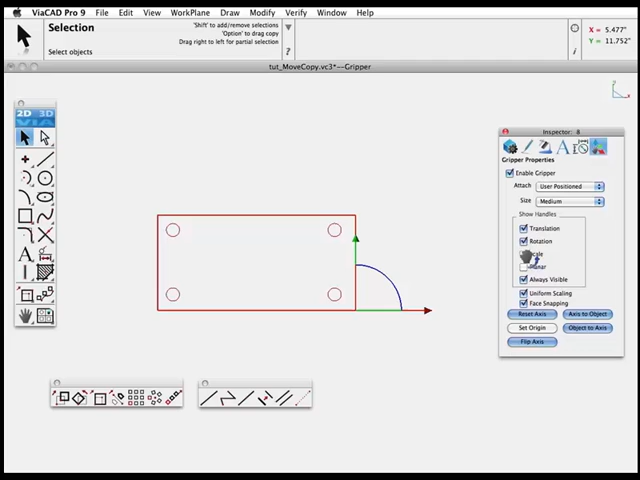 ViaCAD Pro 9 File Edit View WorkPlane Draw Modify Window Help
Selection
Select objects
'Shift' to add/remove selections
'Option' to drag copy
Drag right to left for partial selection
X = 5.477"
Y = 11.752"
tut_MoveCopy.vc3*---Gripper
2D 3D
VIA
Inspector: 8
Gripper Properties
Enable Gripper
Attach User Positioned
Size Medium
Show Handles
Translation
Rotation
Always Visible
Uniform Scaling
Face Snapping
Reset Axis Axis to Object
Set Origin Object to Axis
Flip Axis